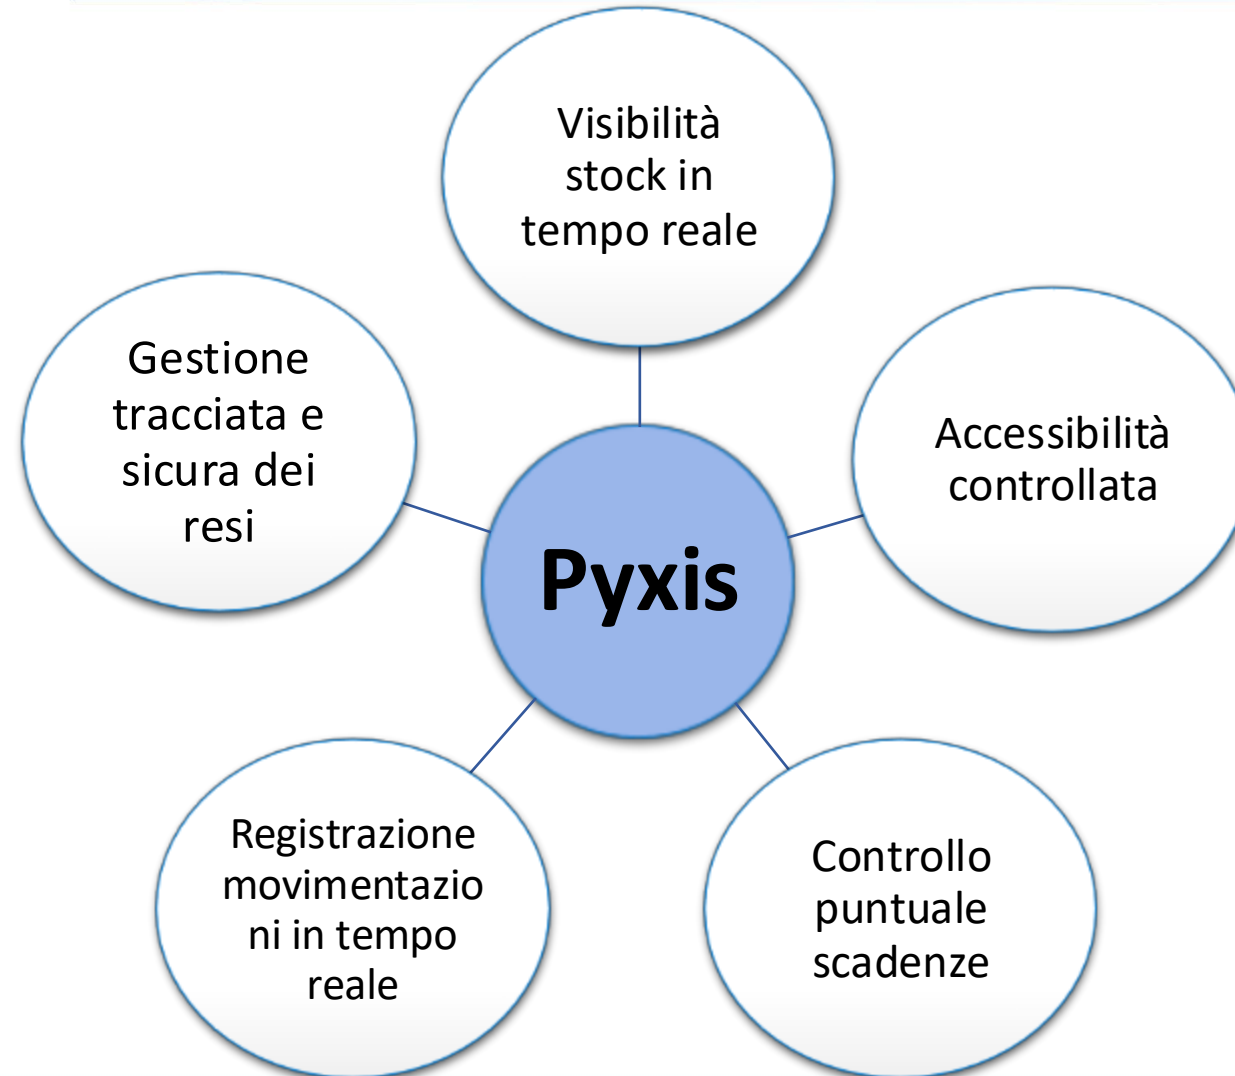 Visibilità
stock in
tempo reale
Gestione
tracciata e
sicura dei
resi
Accessibilità
controllata
Pyxis
Registrazione
movimentazio
ni in tempo
reale
Controllo
puntuale
scadenze